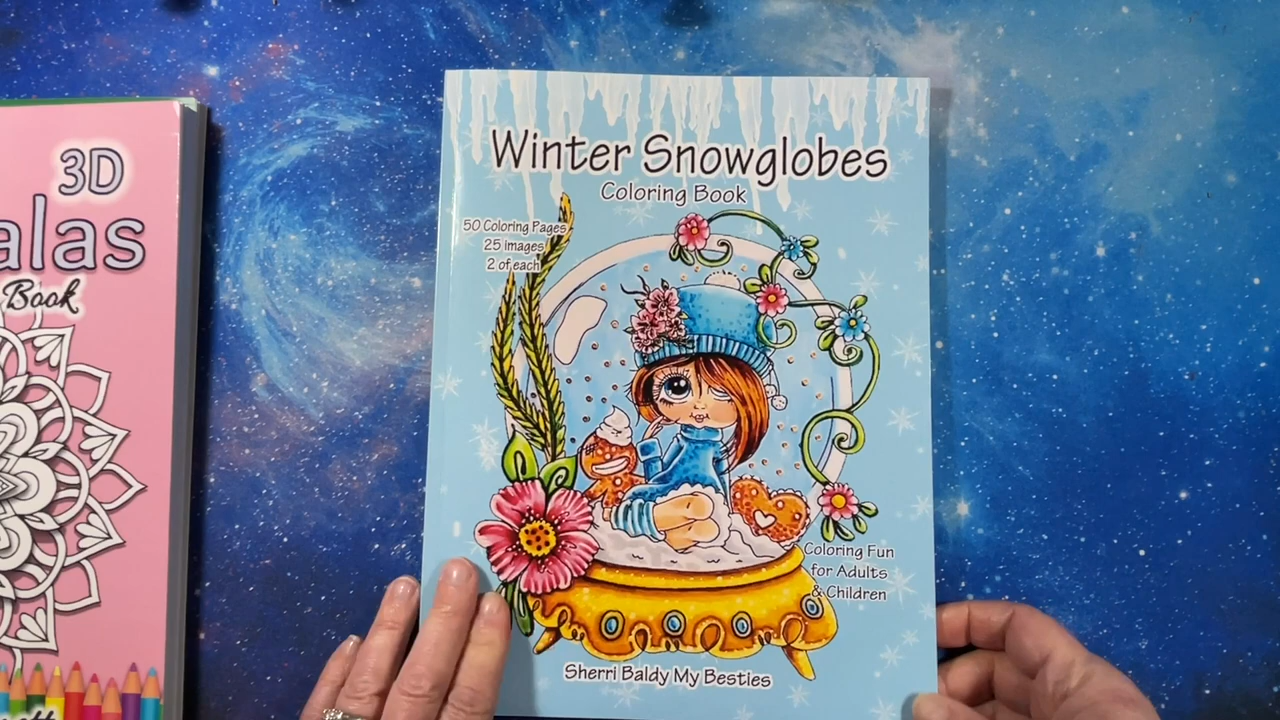 3D
alas
Book
Winter Snowglobes
Coloring Book
50 Coloring Pages
25 images
2 of each
Coloring Fun
for Adults
& Children
Sherri Baldy My Besties